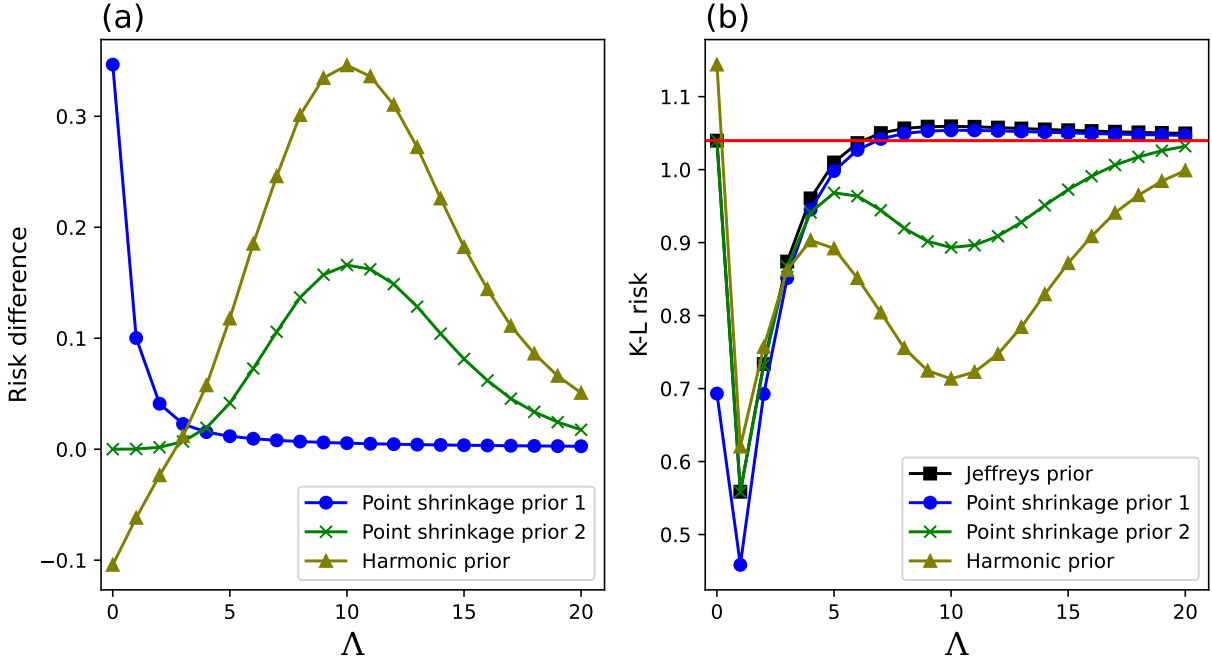 (a)
Risk difference
0.3
0.2
0.1
0.0
−0.1
0
5
10
15
20
Λ
Point shrinkage prior 1
Point shrinkage prior 2
Harmonic prior
(b)
K-L risk
1.1
1.0
0.9
0.8
0.7
0.6
0.5
0
5
10
15
20
Λ
Jeffreys prior
Point shrinkage prior 1
Point shrinkage prior 2
Harmonic prior